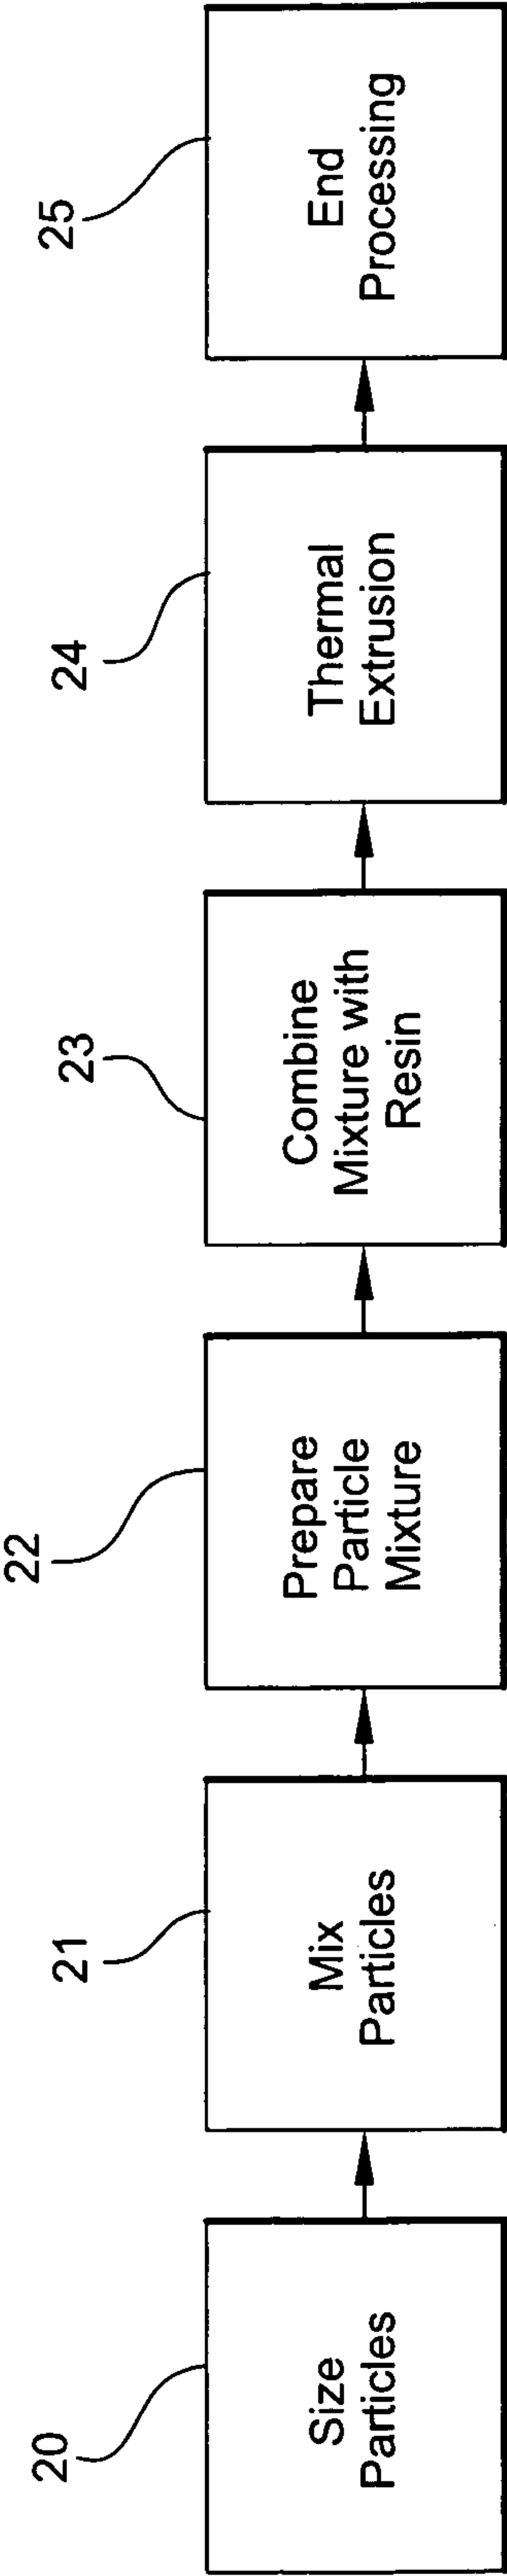 20
Size
Particles
21
Mix
Particles
22
Prepare
Particle
Mixture
23
Combine
Mixture with
Resin
24
Thermal
Extrusion
25
End
Processing